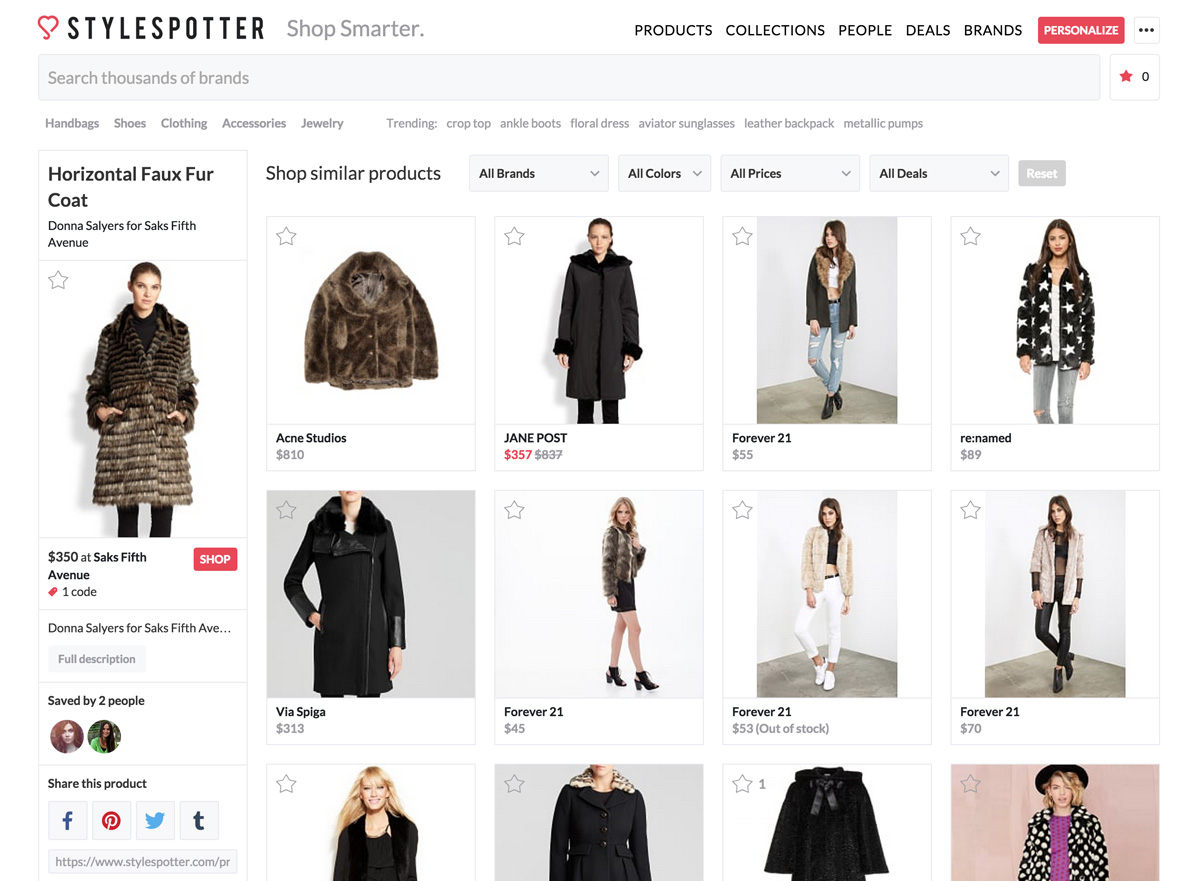 STYLESPOTTER Shop Smarter.
PRODUCTS COLLECTIONS PEOPLE DEALS BRANDS PERSONALIZE
Search thousands of brands
0
Handbags Shoes Clothing Accessories Jewelry Trending: crop top ankle boots floral dress aviator sunglasses leather backpack metallic pumps
Horizontal Faux Fur
Coat
Donna Salyers for Saks Fifth
Avenue
$350 at Saks Fifth
Avenue
SHOP
1 code
Donna Salyers for Saks Fifth Ave…
Full description
Saved by 2 people
Share this product
f t
https://www.stylespotter.com/pr
Shop similar products All Brands All Colors All Prices All Deals Reset
Acne Studios
$810
JANE POST
$357 $837
Forever 21
$55
re:named
$89
Via Spiga
$313
Forever 21
$45
Forever 21
$53 (Out of stock)
Forever 21
$70
1